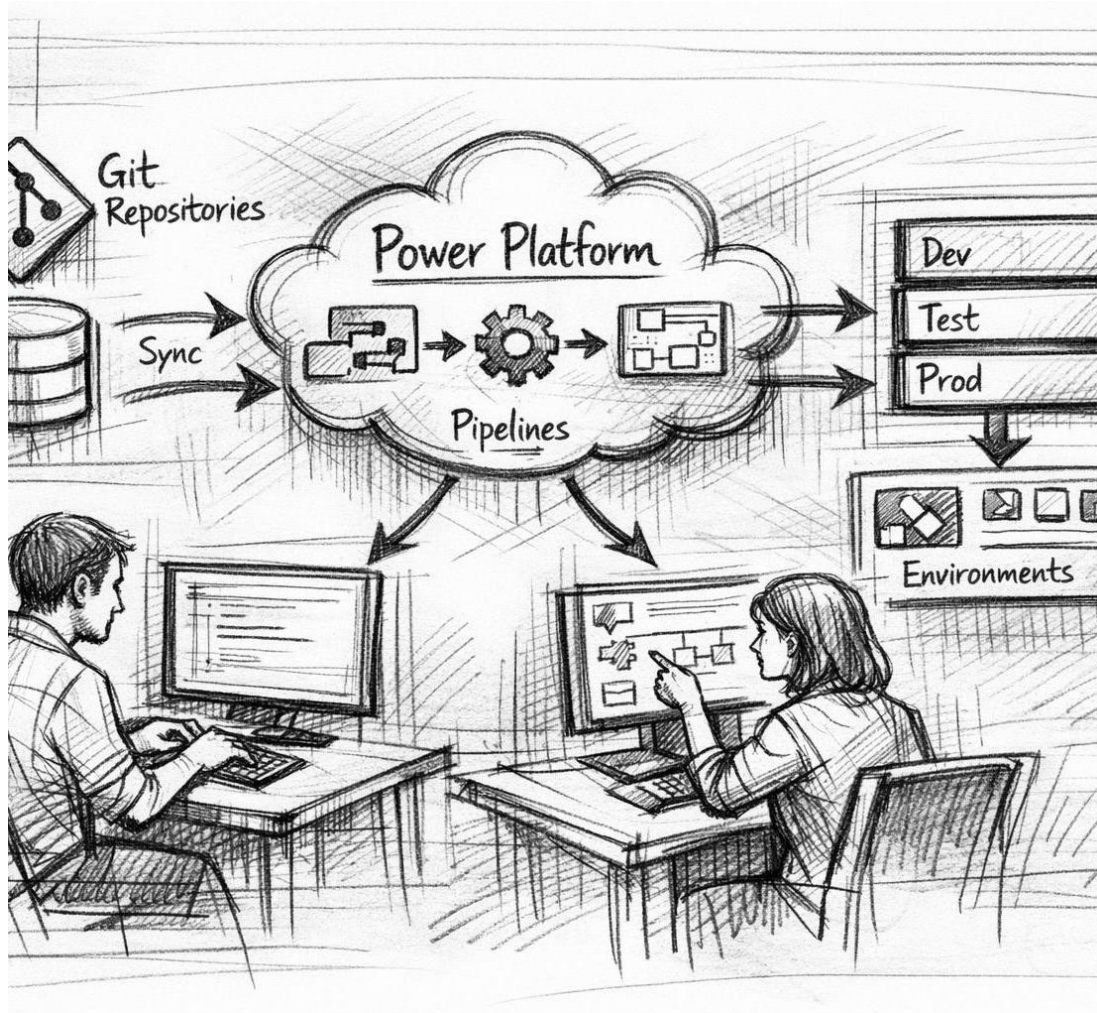 Git
Repositories
Power Platform
Dev
Test
Sync
Prod
Pipelines
Environments